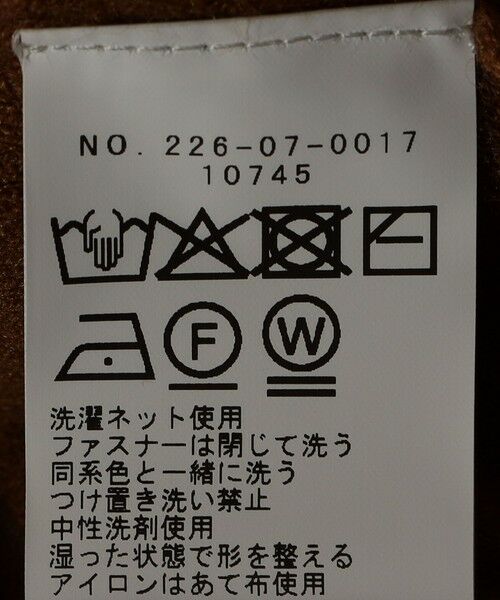 NO. 226-07-0017
10745
F W
洗濯ネット使用
ファスナーは閉じて洗う
同系色と一緒に洗う
つけ置き洗い禁止
中性洗剤使用
湿った状態で形を整える
アイロンはあて布使用